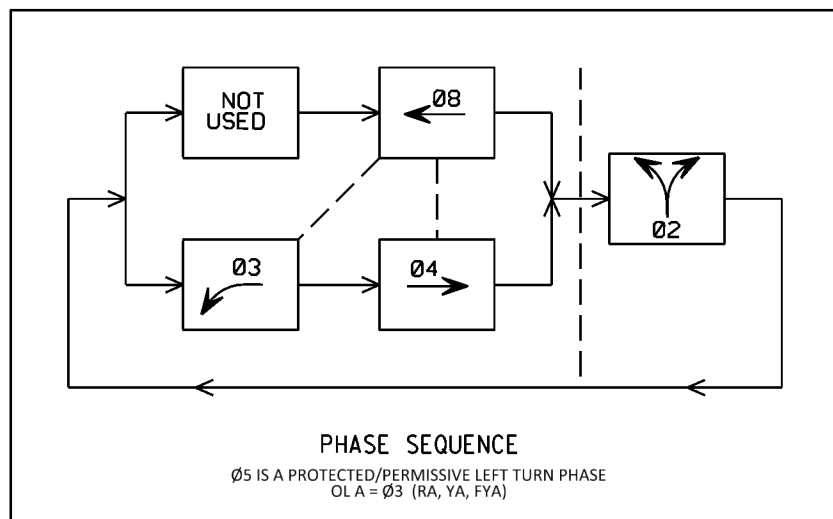 NOT
USED
Ø8
Ø3
Ø4
Ø2
PHASE SEQUENCE
Ø5 IS A PROTECTED/PERMISSIVE LEFT TURN PHASE
OL A = Ø3 (RA, YA, FYA)